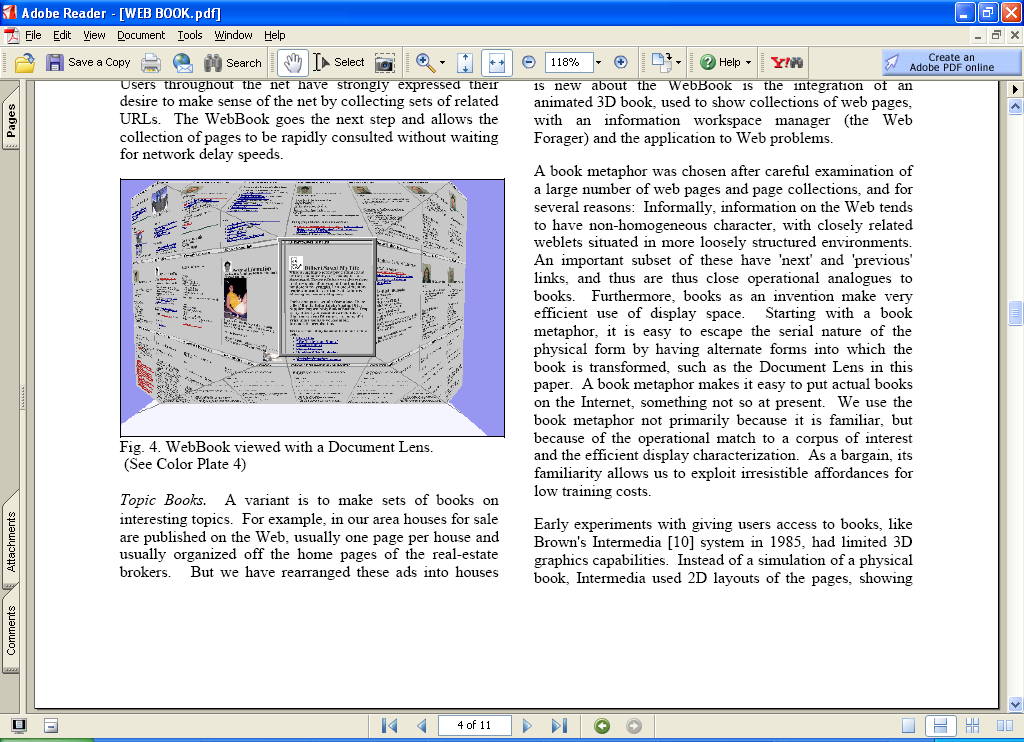 Adobe Reader - [WEB BOOK.pdf]
File Edit View Document Tools Window Help
Save a Copy Search Select 118% Help Y! Create an
Adobe PDF online
Pages
Attachments
Comments
Users throughout the net have strongly expressed their
desire to make sense of the net by collecting sets of related
URLs. The WebBook goes the next step and allows the
collection of pages to be rapidly consulted without waiting
for network delay speeds.
Dilbert Saved My Life
Fig. 4. WebBook viewed with a Document Lens.
(See Color Plate 4)
Topic Books. A variant is to make sets of books on
interesting topics. For example, in our area houses for sale
are published on the Web, usually one page per house and
usually organized off the home pages of the real-estate
brokers. But we have rearranged these ads into houses
is new about the WebBook is the integration of an
animated 3D book, used to show collections of web pages,
with an information workspace manager (the Web
Forager) and the application to Web problems.
A book metaphor was chosen after careful examination of
a large number of web pages and page collections, and for
several reasons: Informally, information on the Web tends
to have non-homogeneous character, with closely related
weblets situated in more loosely structured environments.
An important subset of these have 'next' and 'previous'
links, and thus are thus close operational analogues to
books. Furthermore, books as an invention make very
efficient use of display space. Starting with a book
metaphor, it is easy to escape the serial nature of the
physical form by having alternate forms into which the
book is transformed, such as the Document Lens in this
paper. A book metaphor makes it easy to put actual books
on the Internet, something not so at present. We use the
book metaphor not primarily because it is familiar, but
because of the operational match to a corpus of interest
and the efficient display characterization. As a bargain, its
familiarity allows us to exploit irresistible affordances for
low training costs.
Early experiments with giving users access to books, like
Brown's Intermedia [10] system in 1985, had limited 3D
graphics capabilities. Instead of a simulation of a physical
book, Intermedia used 2D layouts of the pages, showing
4 of 11